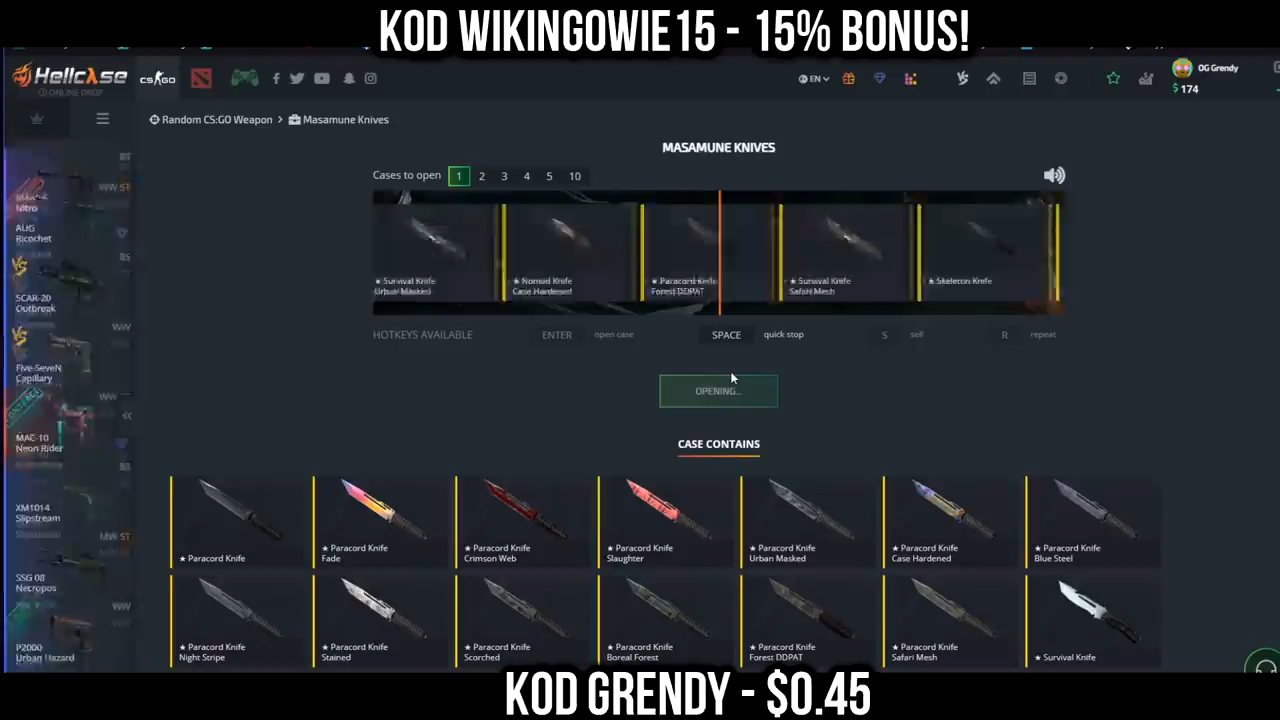 KOD WIKINGOWIE15 - 15% BONUS!
Hellcase
ONLINE DROP
CS:GO
EN
OG Grendy
$ 174
Random CS:GO Weapon > Masamune Knives
MASAMUNE KNIVES
Cases to open 1 2 3 4 5 10
★ Survival Knife
Urban Masked
★ Nomad Knife
Case Hardened
★ Paracord Knife
Forest DDPAT
★ Survival Knife
Safari Mesh
★ Skeleton Knife
HOTKEYS AVAILABLE ENTER open case SPACE quick stop S sell R repeat
OPENING...
CASE CONTAINS
★ Paracord Knife
★ Paracord Knife
Fade
★ Paracord Knife
Crimson Web
★ Paracord Knife
Slaughter
★ Paracord Knife
Urban Masked
★ Paracord Knife
Case Hardened
★ Paracord Knife
Blue Steel
★ Paracord Knife
Night Stripe
★ Paracord Knife
Stained
★ Paracord Knife
Scorched
★ Paracord Knife
Boreal Forest
★ Paracord Knife
Forest DDPAT
★ Paracord Knife
Safari Mesh
★ Survival Knife
Nitro
AUG
Ricochet
SCAR-20
Outbreak
Five-SeveN
Capillary
MAC-10
Neon Rider
XM1014
Slipstream
SSG 08
Necropos
P2000
Urban Hazard
KOD GRENDY - $0.45